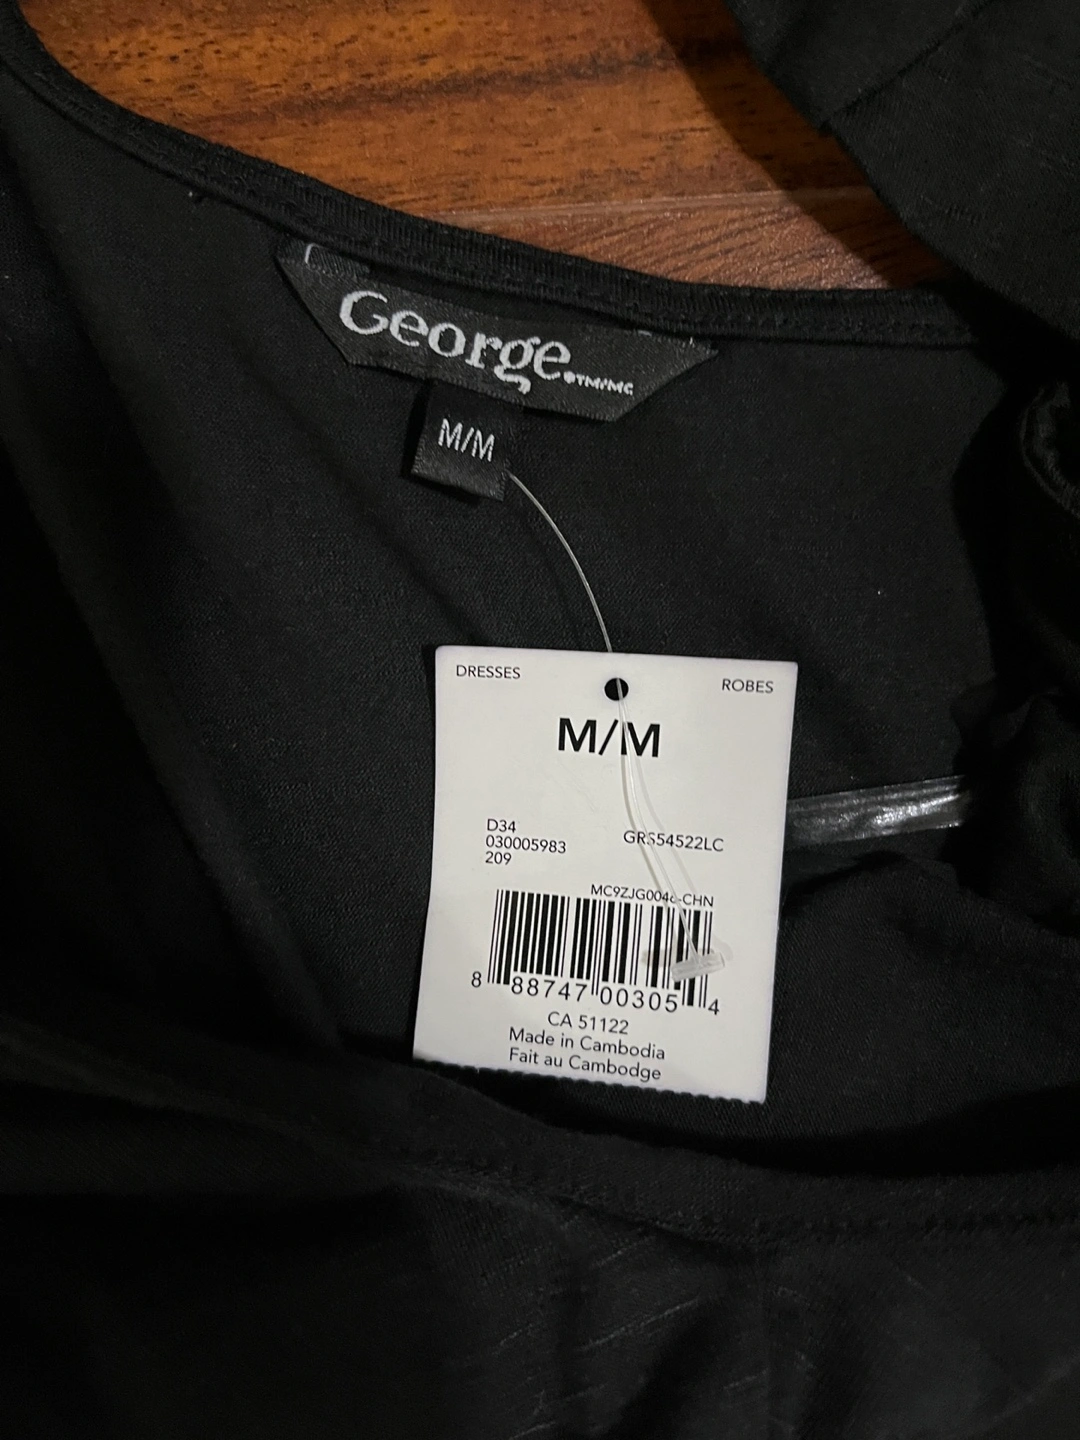 George.®TM/MC
M/M
DRESSES
ROBES
M/M
D34
030005983
209
GRS54522LC
8 88747 00305 4
CA 51122
Made in Cambodia
Fait au Cambodge